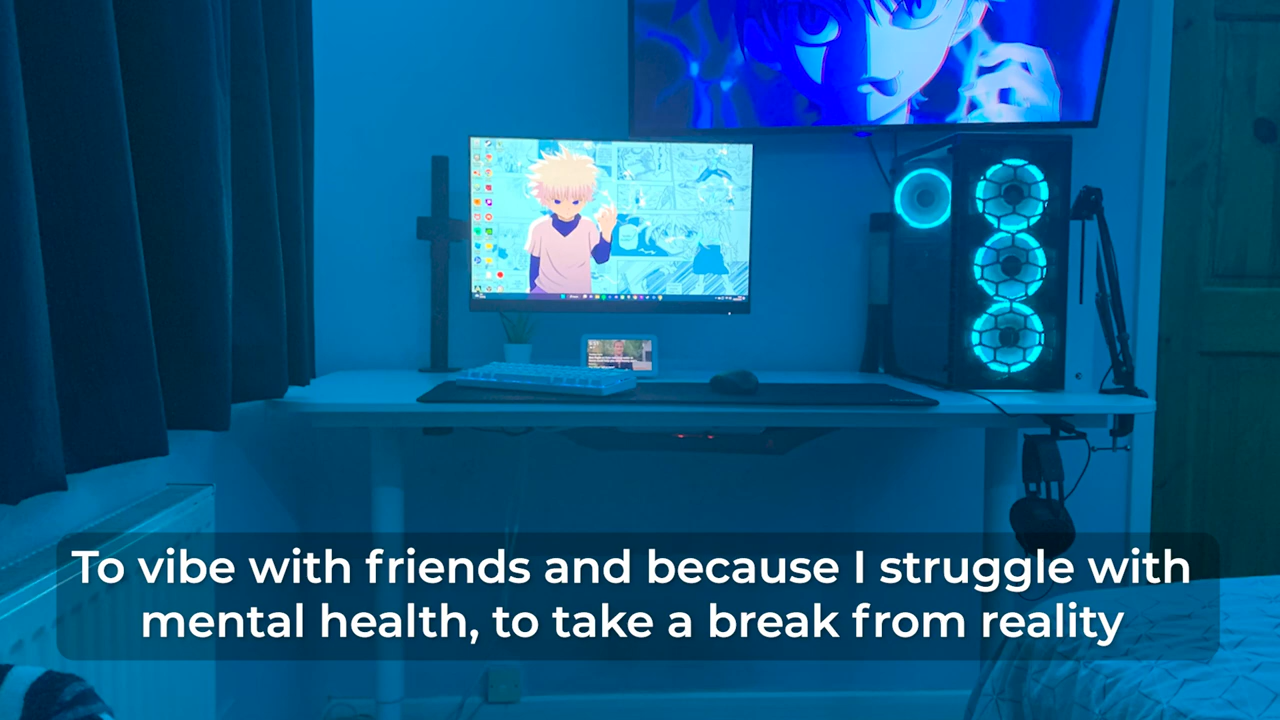 To vibe with friends and because I struggle with
mental health, to take a break from reality